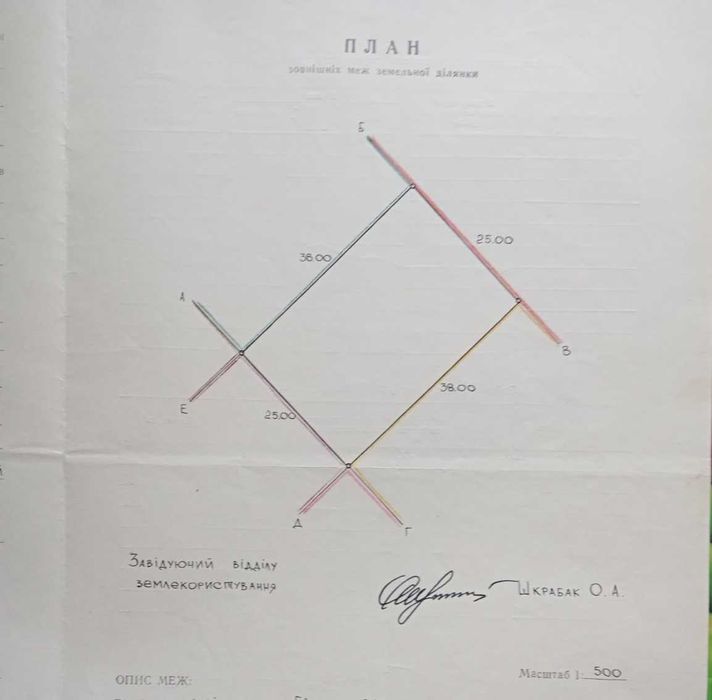 ПЛАН
зовнішніх меж земельної ділянки
Б
38.00
25.00
А
В
38.00
Е
25.00
Д
Г
Завідуючий відділу
землекористування
Шкрабак О. А.
Масштаб 1: 500
ОПИС МЕЖ: